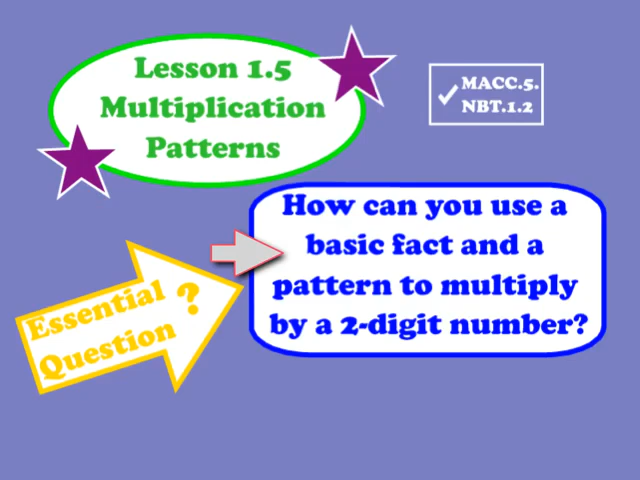 Lesson 1.5
Multiplication
Patterns
MACC.5.
NBT.1.2
How can you use a
basic fact and a
pattern to multiply
by a 2-digit number?
Essential
Question ?